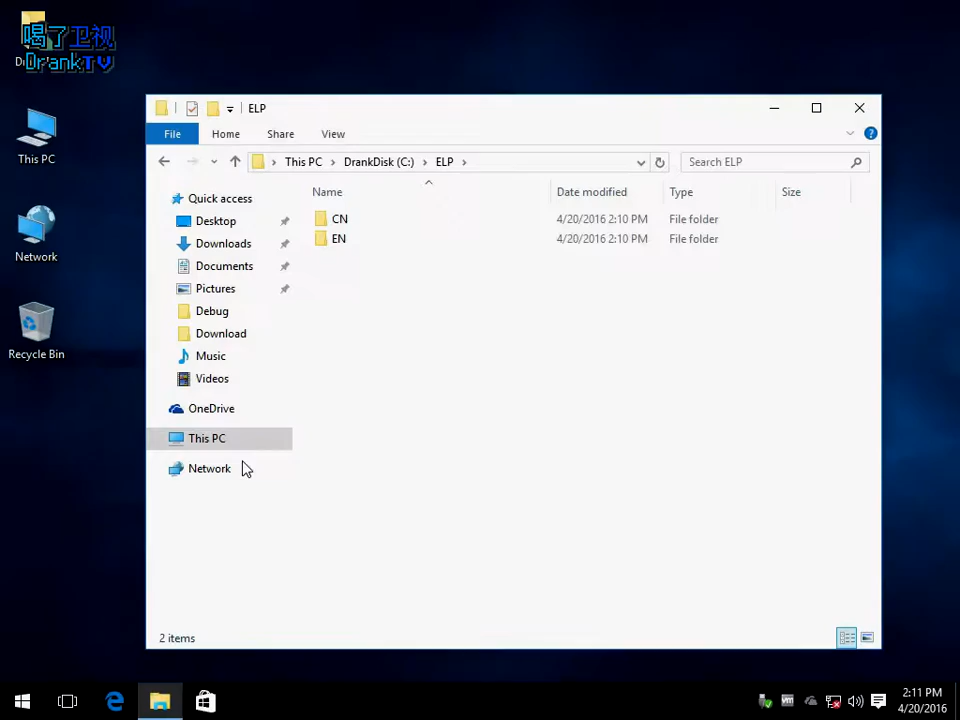 喝了卫视
DrankTV
This PC
Network
Recycle Bin
ELP
File
Home
Share
View
This PC
DrankDisk (C:)
ELP
Search ELP
Name
Date modified
Type
Size
CN
4/20/2016 2:10 PM
File folder
EN
4/20/2016 2:10 PM
File folder
Quick access
Desktop
Downloads
Documents
Pictures
Debug
Download
Music
Videos
OneDrive
This PC
Network
2 items
2:11 PM
4/20/2016